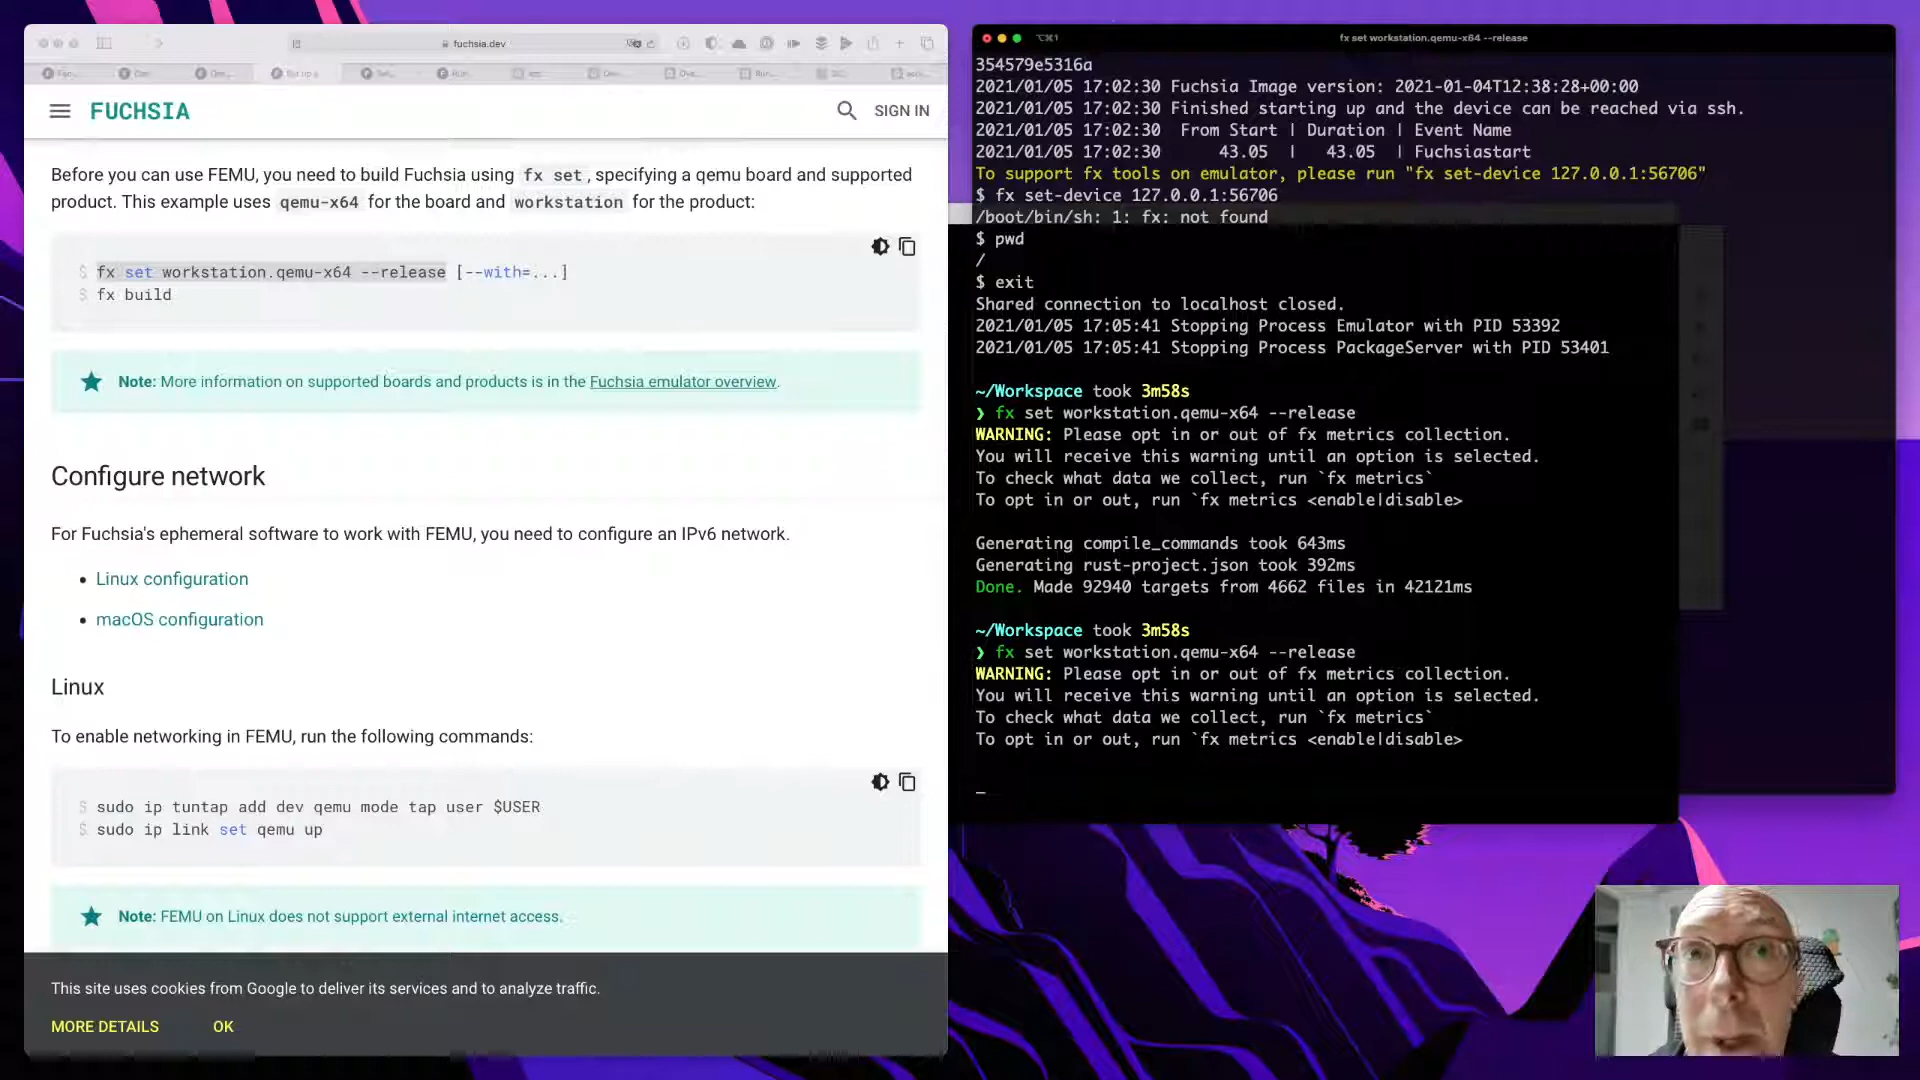 fuchsia.dev
FUCHSIA
SIGN IN
Before you can use FEMU, you need to build Fuchsia using fx set, specifying a qemu board and supported
product. This example uses qemu-x64 for the board and workstation for the product:
$ fx set workstation.qemu-x64 --release [--with=...]
$ fx build
Note: More information on supported boards and products is in the Fuchsia emulator overview.
Configure network
For Fuchsia's ephemeral software to work with FEMU, you need to configure an IPv6 network.
Linux configuration
macOS configuration
Linux
To enable networking in FEMU, run the following commands:
$ sudo ip tuntap add dev qemu mode tap user $USER
$ sudo ip link set qemu up
Note: FEMU on Linux does not support external internet access.
This site uses cookies from Google to deliver its services and to analyze traffic.
MORE DETAILS
OK
⌥⌘1
fx set workstation.qemu-x64 --release
354579e5316a
2021/01/05 17:02:30 Fuchsia Image version: 2021-01-04T12:38:28+00:00
2021/01/05 17:02:30 Finished starting up and the device can be reached via ssh.
2021/01/05 17:02:30 From Start | Duration | Event Name
2021/01/05 17:02:30 43.05 | 43.05 | Fuchsiastart
To support fx tools on emulator, please run "fx set-device 127.0.0.1:56706"
$ fx set-device 127.0.0.1:56706
/boot/bin/sh: 1: fx: not found
$ pwd
/
$ exit
Shared connection to localhost closed.
2021/01/05 17:05:41 Stopping Process Emulator with PID 53392
2021/01/05 17:05:41 Stopping Process PackageServer with PID 53401
~/Workspace took 3m58s
❯ fx set workstation.qemu-x64 --release
WARNING: Please opt in or out of fx metrics collection.
You will receive this warning until an option is selected.
To check what data we collect, run `fx metrics`
To opt in or out, run `fx metrics <enable|disable>
Generating compile_commands took 643ms
Generating rust-project.json took 392ms
Done. Made 92940 targets from 4662 files in 42121ms
~/Workspace took 3m58s
❯ fx set workstation.qemu-x64 --release
WARNING: Please opt in or out of fx metrics collection.
You will receive this warning until an option is selected.
To check what data we collect, run `fx metrics`
To opt in or out, run `fx metrics <enable|disable>